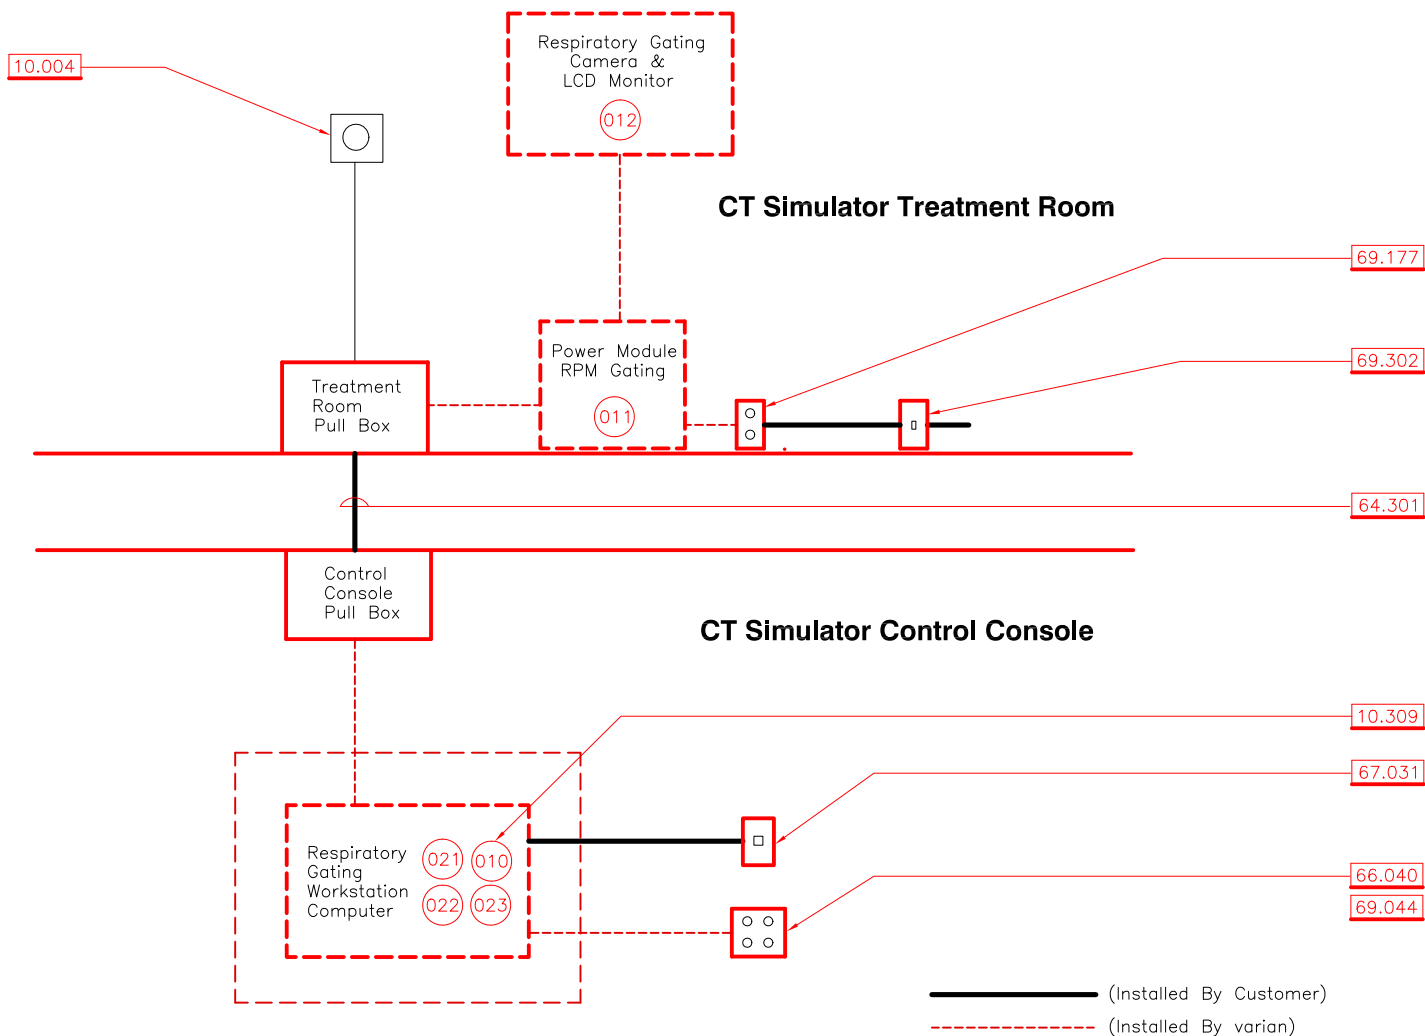 10.004
Respiratory Gating
Camera &
LCD Monitor
012
CT Simulator Treatment Room
69.177
Power Module
RPM Gating
011
69.302
Treatment
Room
Pull Box
64.301
Control
Console
Pull Box
CT Simulator Control Console
10.309
67.031
Respiratory
Gating
Workstation
Computer
021
010
022
023
66.040
69.044
(Installed By Customer)
(Installed By varian)